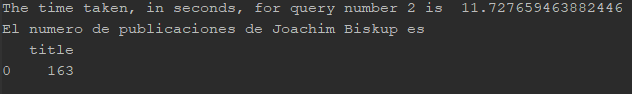 The time taken, in seconds, for query number 2 is  11.727659463882446
El numero de publicaciones de Joachim Biskup es
   title
0    163